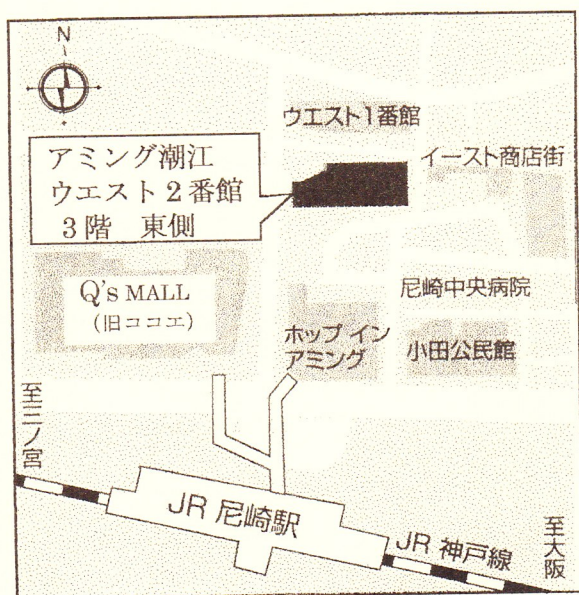 N
ウエスト1番館
イースト商店街
アミング潮江
ウエスト2番館
3階 東側
Q's MALL
(旧ココエ)
尼崎中央病院
ホップ イン
アミング
小田公民館
至三ノ宮
JR 尼崎駅
JR 神戸線
至大阪